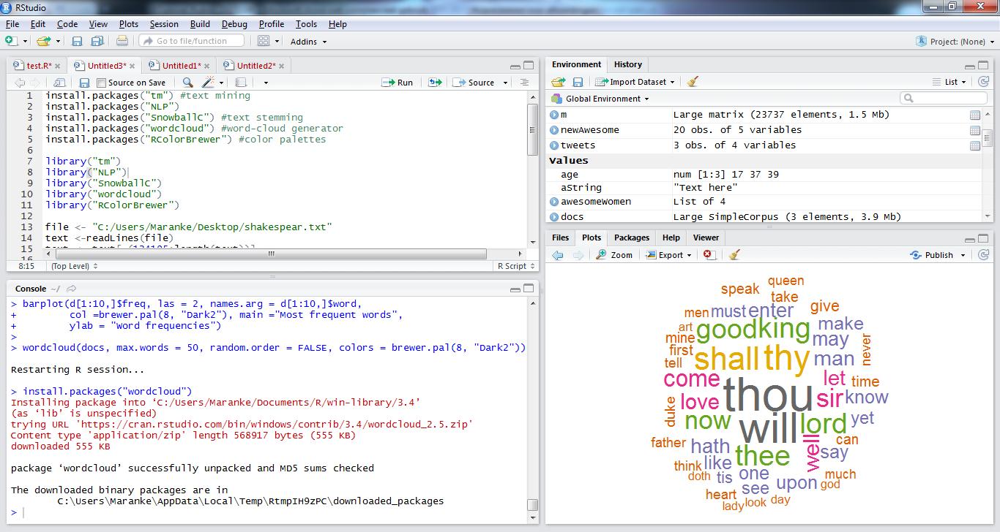 RStudio
File Edit Code View Plots Session Build Debug Profile Tools Help
Go to file/function Addins Project: (None)
test.R* Untitled3* Untitled1* Untitled2*
Source on Save Run Source
1 install.packages("tm") #text mining
2 install.packages("NLP")
3 install.packages("SnowballC") #text stemming
4 install.packages("wordcloud") #word-cloud generator
5 install.packages("RColorBrewer") #color palettes
6
7 library("tm")
8 library("NLP")
9 library("SnowballC")
10 library("wordcloud")
11 library("RColorBrewer")
12
13 file <- "C:/Users/Maranke/Desktop/shakespear.txt"
14 text <-readLines(file)
15
16
8:15 (Top Level) R Script
Console ~/
> barplot(d[1:10,]$freq, las = 2, names.arg = d[1:10,]$word,
+ col =brewer.pal(8, "Dark2"), main ="Most frequent words",
+ ylab = "Word frequencies")
>
> wordcloud(docs, max.words = 50, random.order = FALSE, colors = brewer.pal(8, "Dark2"))
Restarting R session...
> install.packages("wordcloud")
Installing package into ‘C:/Users/Maranke/Documents/R/win-library/3.4’
(as ‘lib’ is unspecified)
trying URL 'https://cran.rstudio.com/bin/windows/contrib/3.4/wordcloud_2.5.zip'
Content type 'application/zip' length 568917 bytes (555 KB)
downloaded 555 KB
package ‘wordcloud’ successfully unpacked and MD5 sums checked
The downloaded binary packages are in
C:\Users\Maranke\AppData\Local\Temp\RtmpIH9zPC\downloaded_packages
>
Environment History
Import Dataset List
Global Environment
m Large matrix (23737 elements, 1.5 Mb)
newAwesome 20 obs. of 5 variables
tweets 3 obs. of 4 variables
Values
age num [1:3] 17 37 39
aString "Text here"
awesomeWomen List of 4
docs Large SimpleCorpus (3 elements, 3.9 Mb)
Files Plots Packages Help Viewer
Zoom Export Publish
queen
speak
take
give
men must enter
art good king make
mine may
first shall thy never
tell man
come let time
thou
duke love sir know
now will lord yet
father hath thee well can
say
think like one
doth tis much
see upon god
heart
lady look day